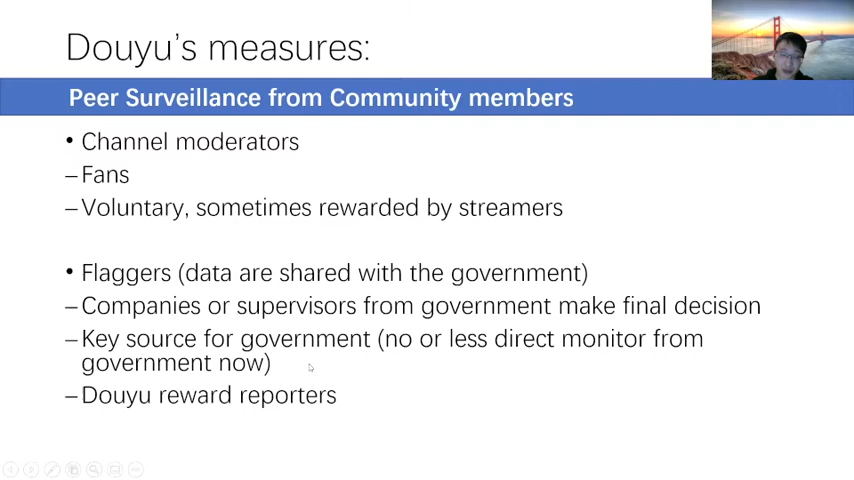 Douyu’s measures:
Peer Surveillance from Community members
• Channel moderators
– Fans
– Voluntary, sometimes rewarded by streamers
• Flaggers (data are shared with the government)
– Companies or supervisors from government make final decision
– Key source for government (no or less direct monitor from
government now)
– Douyu reward reporters